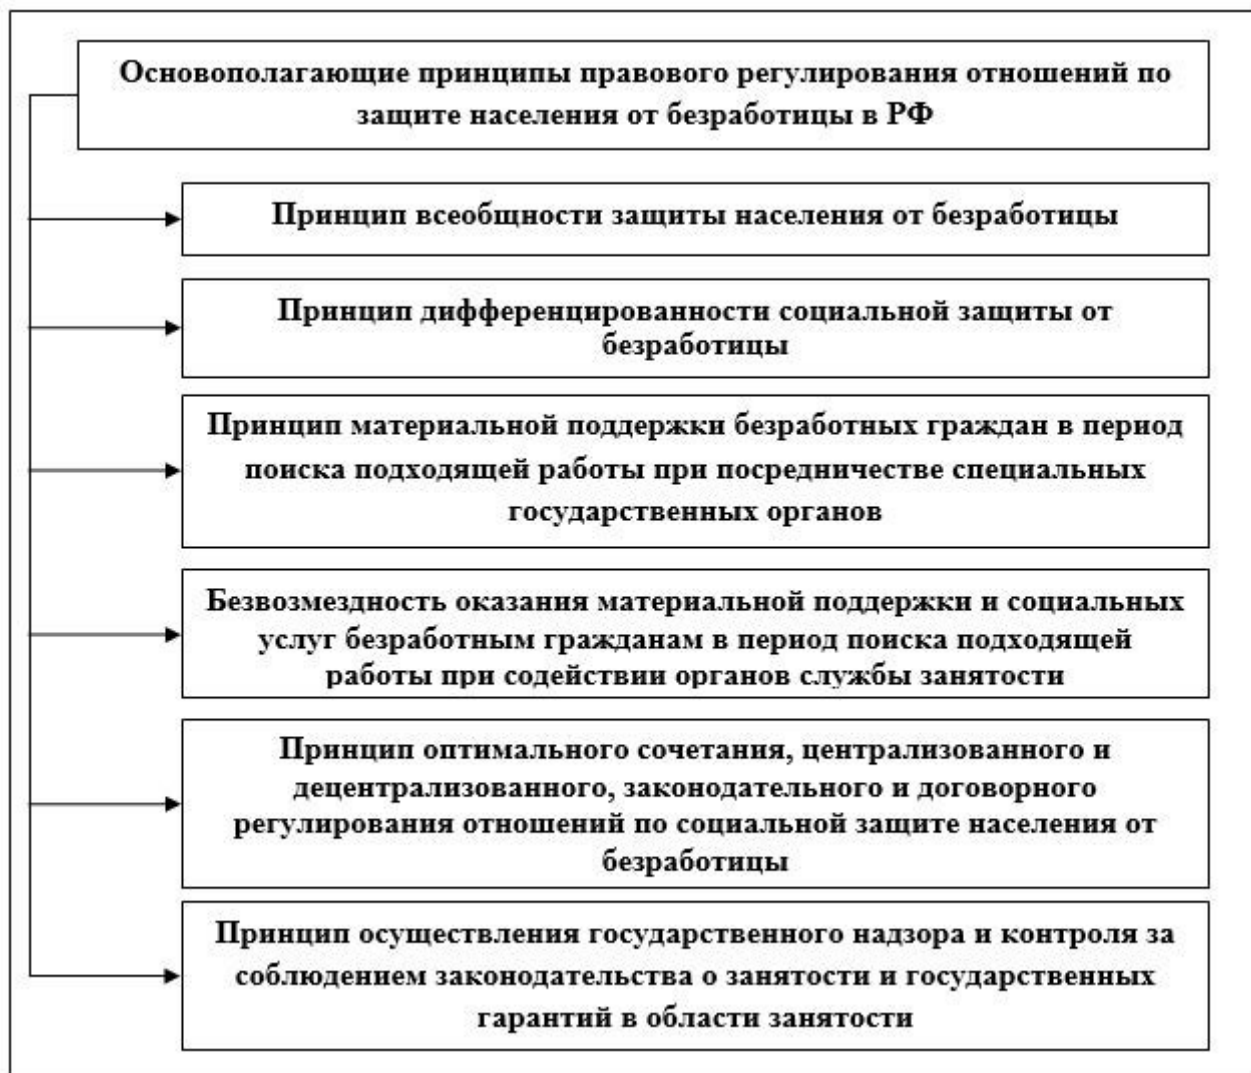 Основополагающие принципы правового регулирования отношений по
защите населения от безработицы в РФ
Принцип всеобщности защиты населения от безработицы
Принцип дифференцированности социальной защиты от
безработицы
Принцип материальной поддержки безработных граждан в период
поиска подходящей работы при посредничестве специальных
государственных органов
Безвозмездность оказания материальной поддержки и социальных
услуг безработным гражданам в период поиска подходящей
работы при содействии органов службы занятости
Принцип оптимального сочетания, централизованного и
децентрализованного, законодательного и договорного
регулирования отношений по социальной защите населения от
безработицы
Принцип осуществления государственного надзора и контроля за
соблюдением законодательства о занятости и государственных
гарантий в области занятости